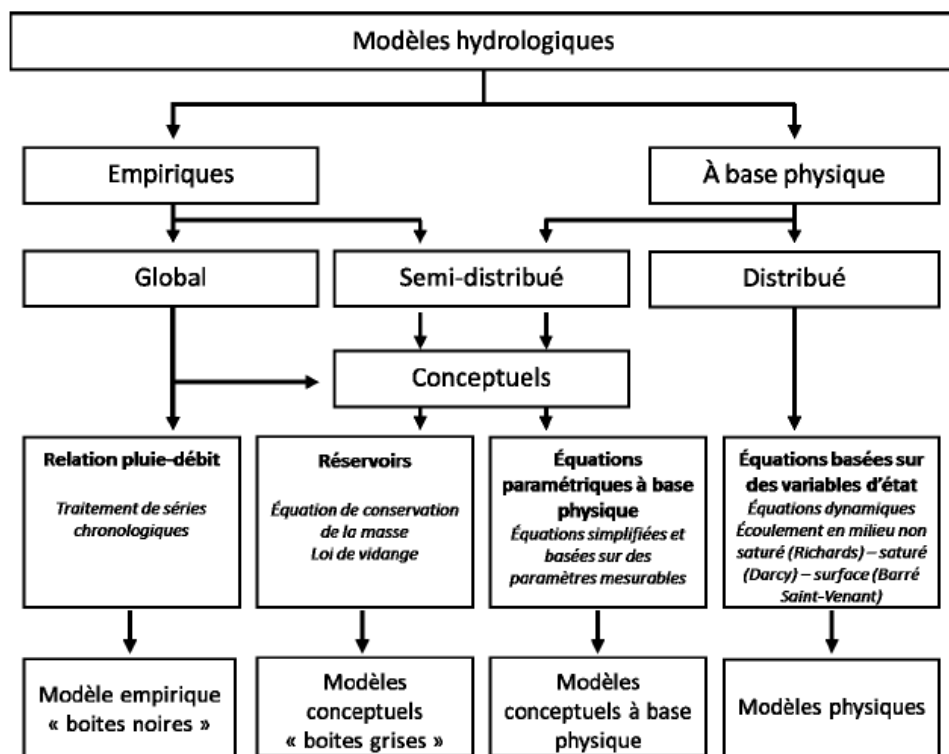 Modèles hydrologiques
Empiriques
À base physique
Global
Semi-distribué
Distribué
Conceptuels
Relation pluie-débit
Traitement de séries
chronologiques
Réservoirs
Équation de conservation
de la masse
Loi de vidange
Équations
paramétriques à base
physique
Équations simplifiées et
basées sur des
paramètres mesurables
Équations basées sur
des variables d'état
Équations dynamiques
Écoulement en milieu non
saturé (Richards) – saturé
(Darcy) – surface (Barré
Saint-Venant)
Modèle empirique
« boites noires »
Modèles
conceptuels
« boites grises »
Modèles
conceptuels à base
physique
Modèles physiques